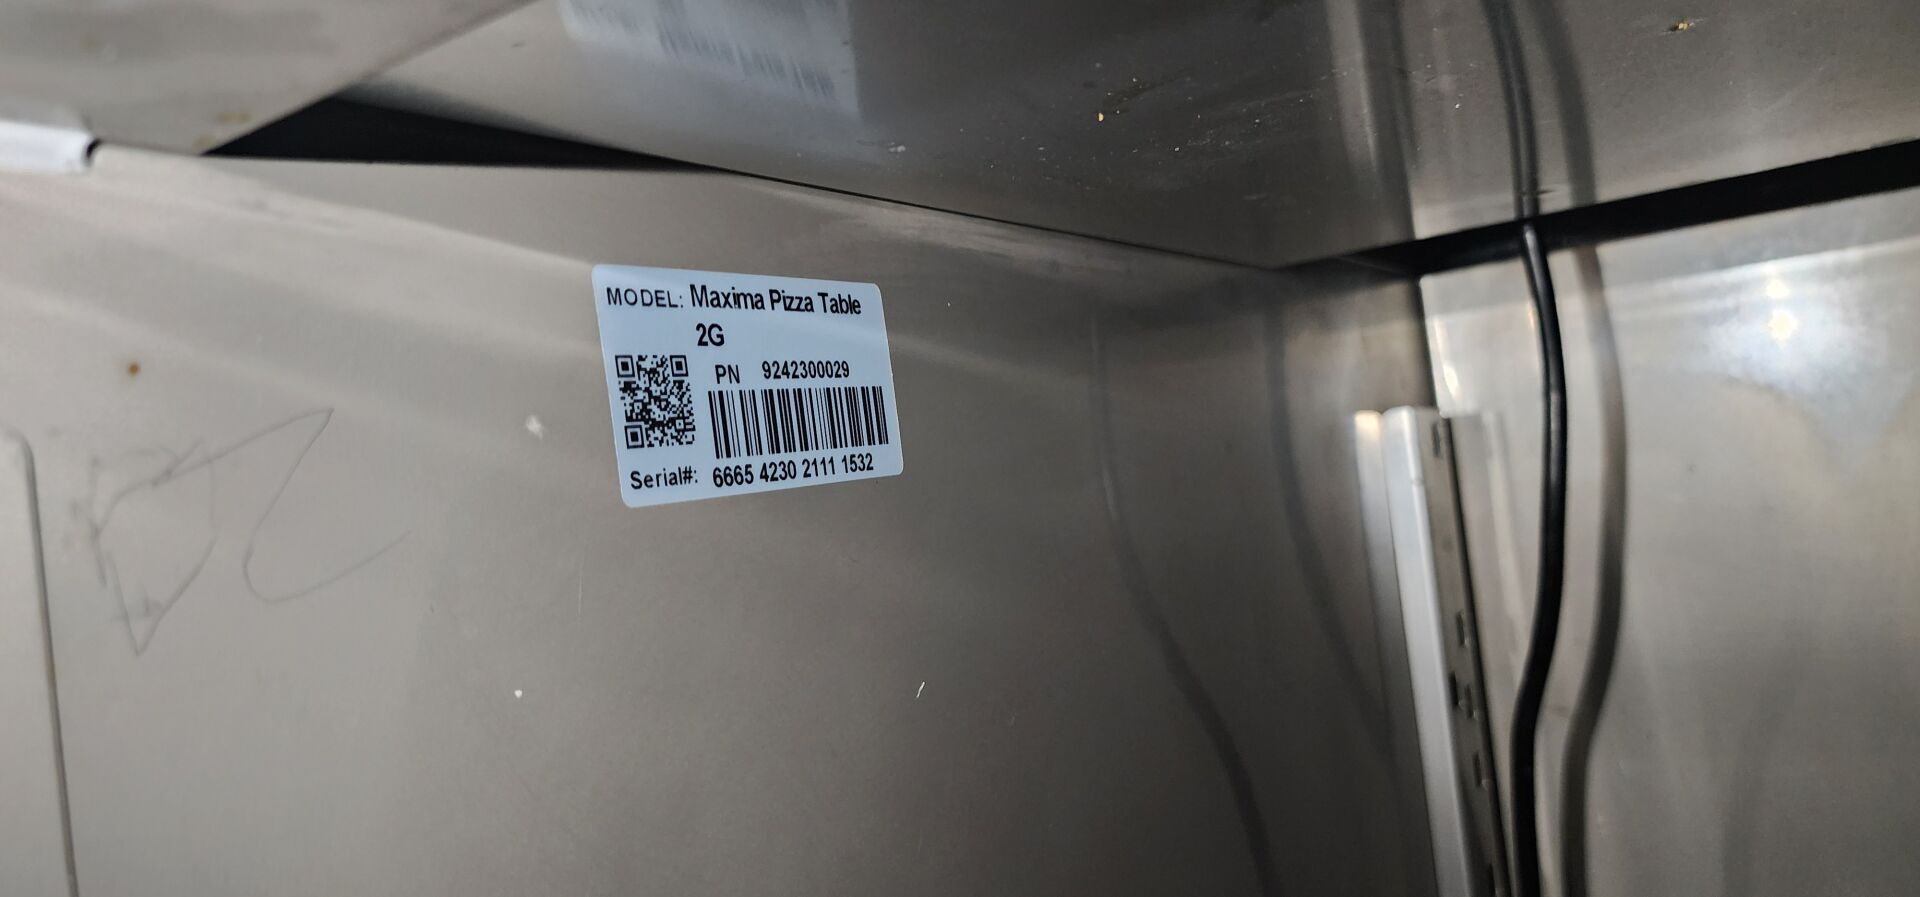 MODEL: Maxima Pizza Table
2G
PN 9242300029
Serial#: 6665 4230 2111 1532